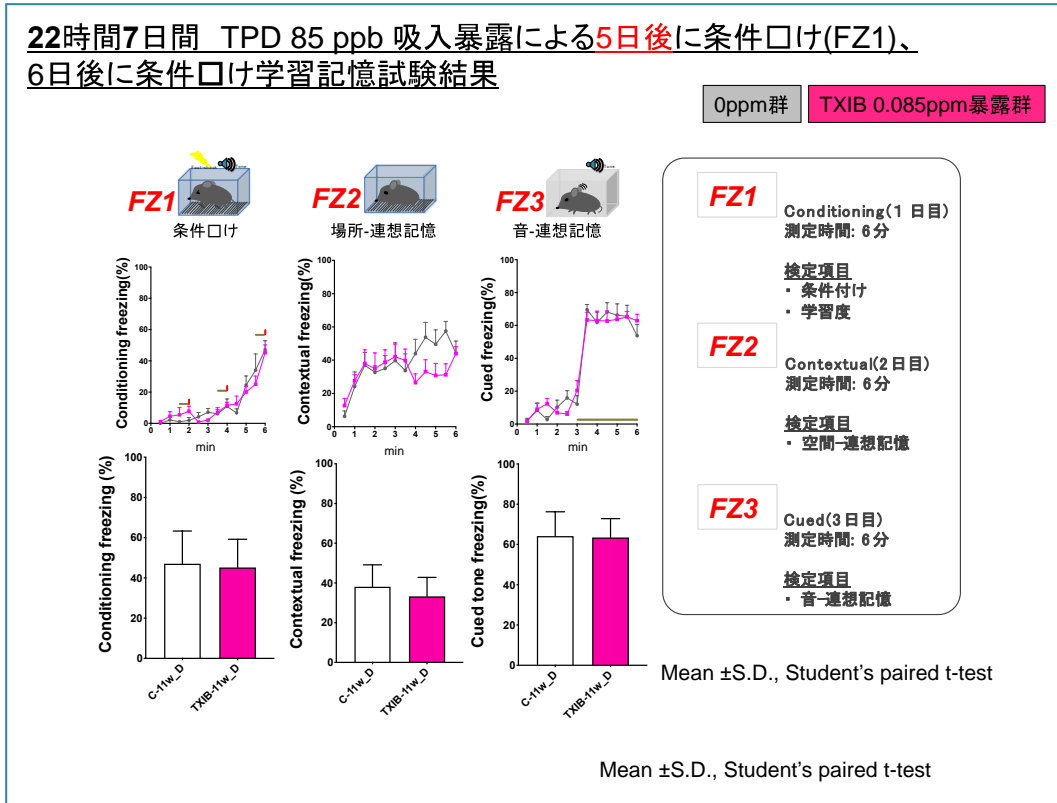 22時間7日間 TPD 85 ppb 吸入暴露による5日後に条件□け(FZ1)、
6日後に条件□け学習記憶試験結果
0ppm群
TXIB 0.085ppm暴露群
FZ1
条件□け
FZ2
場所-連想記憶
FZ3
音-連想記憶
Conditioning freezing(%)
100
80
60
40
20
0
0 1 2 3 4 5 6
min
Contextual freezing(%)
100
80
60
40
20
0
0 1 2 3 4 5 6
min
Cued freezing(%)
100
80
60
40
20
0
0 1 2 3 4 5 6
min
Conditioning freezing (%)
100
80
60
40
20
0
C-11w_D
TXIB-11w_D
Contextual freezing (%)
100
80
60
40
20
0
C-11w_D
TXIB-11w_D
Cued tone freezing(%)
100
80
60
40
20
0
C-11w_D
TXIB-11w_D
FZ1
Conditioning(1 日目)
測定時間: 6分
検定項目
・ 条件付け
・ 学習度
FZ2
Contextual(2日目)
測定時間: 6分
検定項目
・ 空間-連想記憶
FZ3
Cued(3日目)
測定時間: 6分
検定項目
・ 音-連想記憶
Mean ±S.D., Student's paired t-test
Mean ±S.D., Student's paired t-test